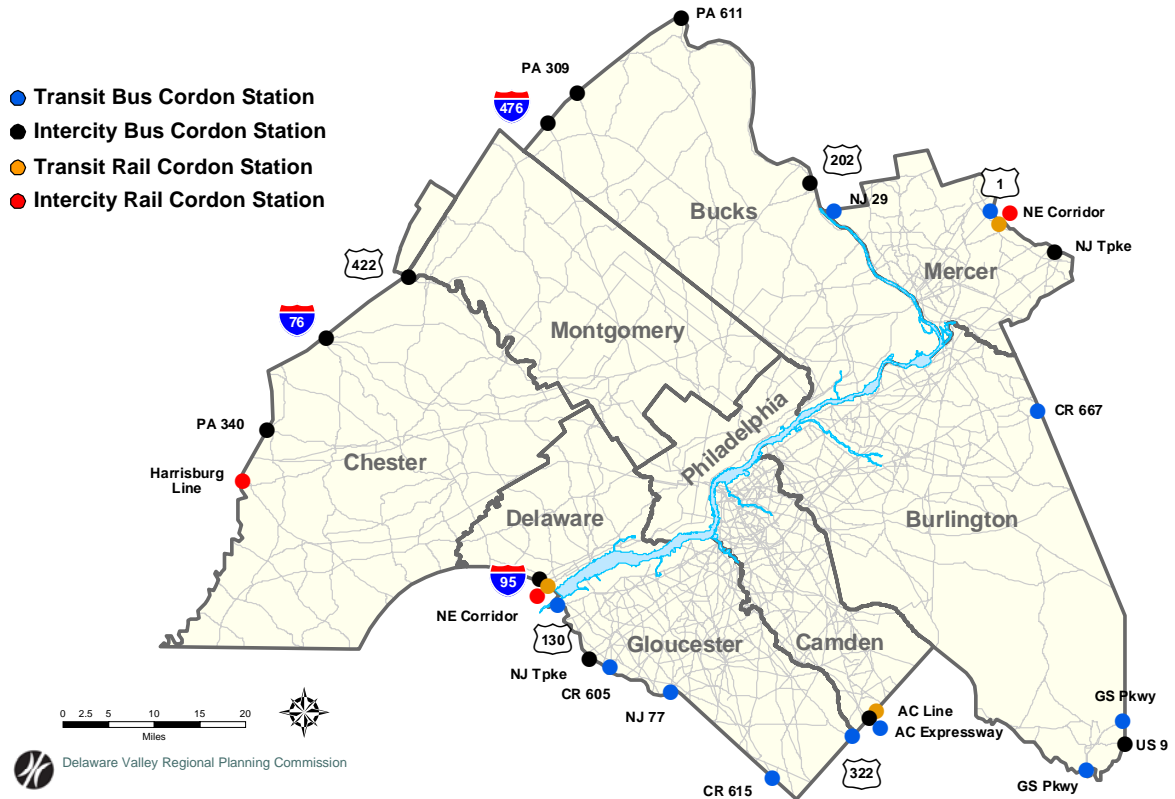 PA 611
PA 309
476
Transit Bus Cordon Station
Intercity Bus Cordon Station
Transit Rail Cordon Station
Intercity Rail Cordon Station
202
1
NJ 29
NE Corridor
Bucks
NJ Tpke
422
Mercer
76
Montgomery
Philadelphia
CR 667
PA 340
Chester
Harrisburg
Line
Delaware
Burlington
95
NE Corridor
130
Gloucester
Camden
NJ Tpke
CR 605
NJ 77
AC Line
AC Expressway
GS Pkwy
US 9
322
GS Pkwy
CR 615
0 2.5 5 10 15 20
Miles
Delaware Valley Regional Planning Commission